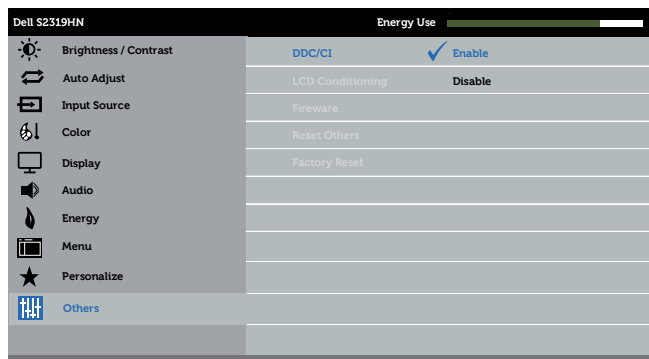 Dell S2319HN Energy Use
Brightness / Contrast DDC/CI Enable
Auto Adjust LCD Conditioning Disable
Input Source Fireware
Color Reset Others
Display Factory Reset
Audio
Energy
Menu
Personalize
Others